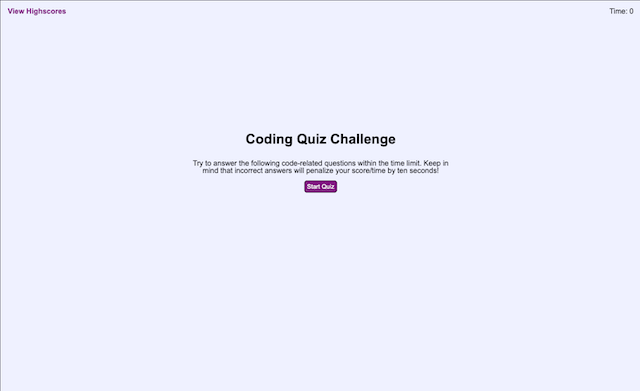 View Highscores
Time: 0
Coding Quiz Challenge
Try to answer the following code-related questions within the time limit. Keep in
mind that incorrect answers will penalize your score/time by ten seconds!
Start Quiz